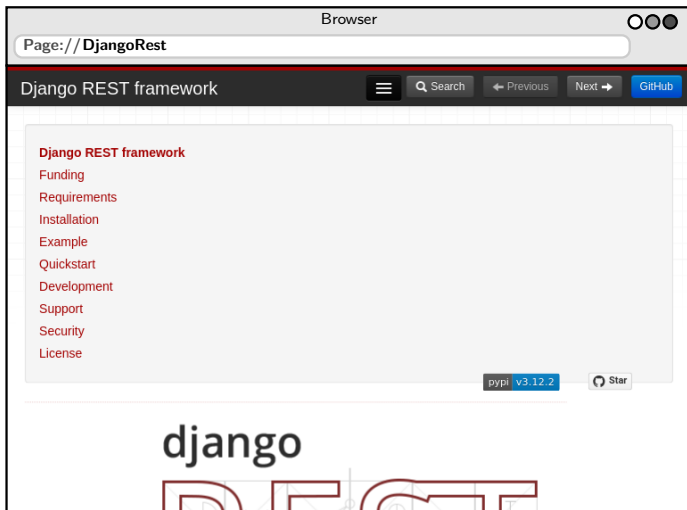 Browser
Page://DjangoRest
Django REST framework
Search
Previous
Next
GitHub
Django REST framework
Funding
Requirements
Installation
Example
Quickstart
Development
Support
Security
License
pypi v3.12.2
Star
django
REST